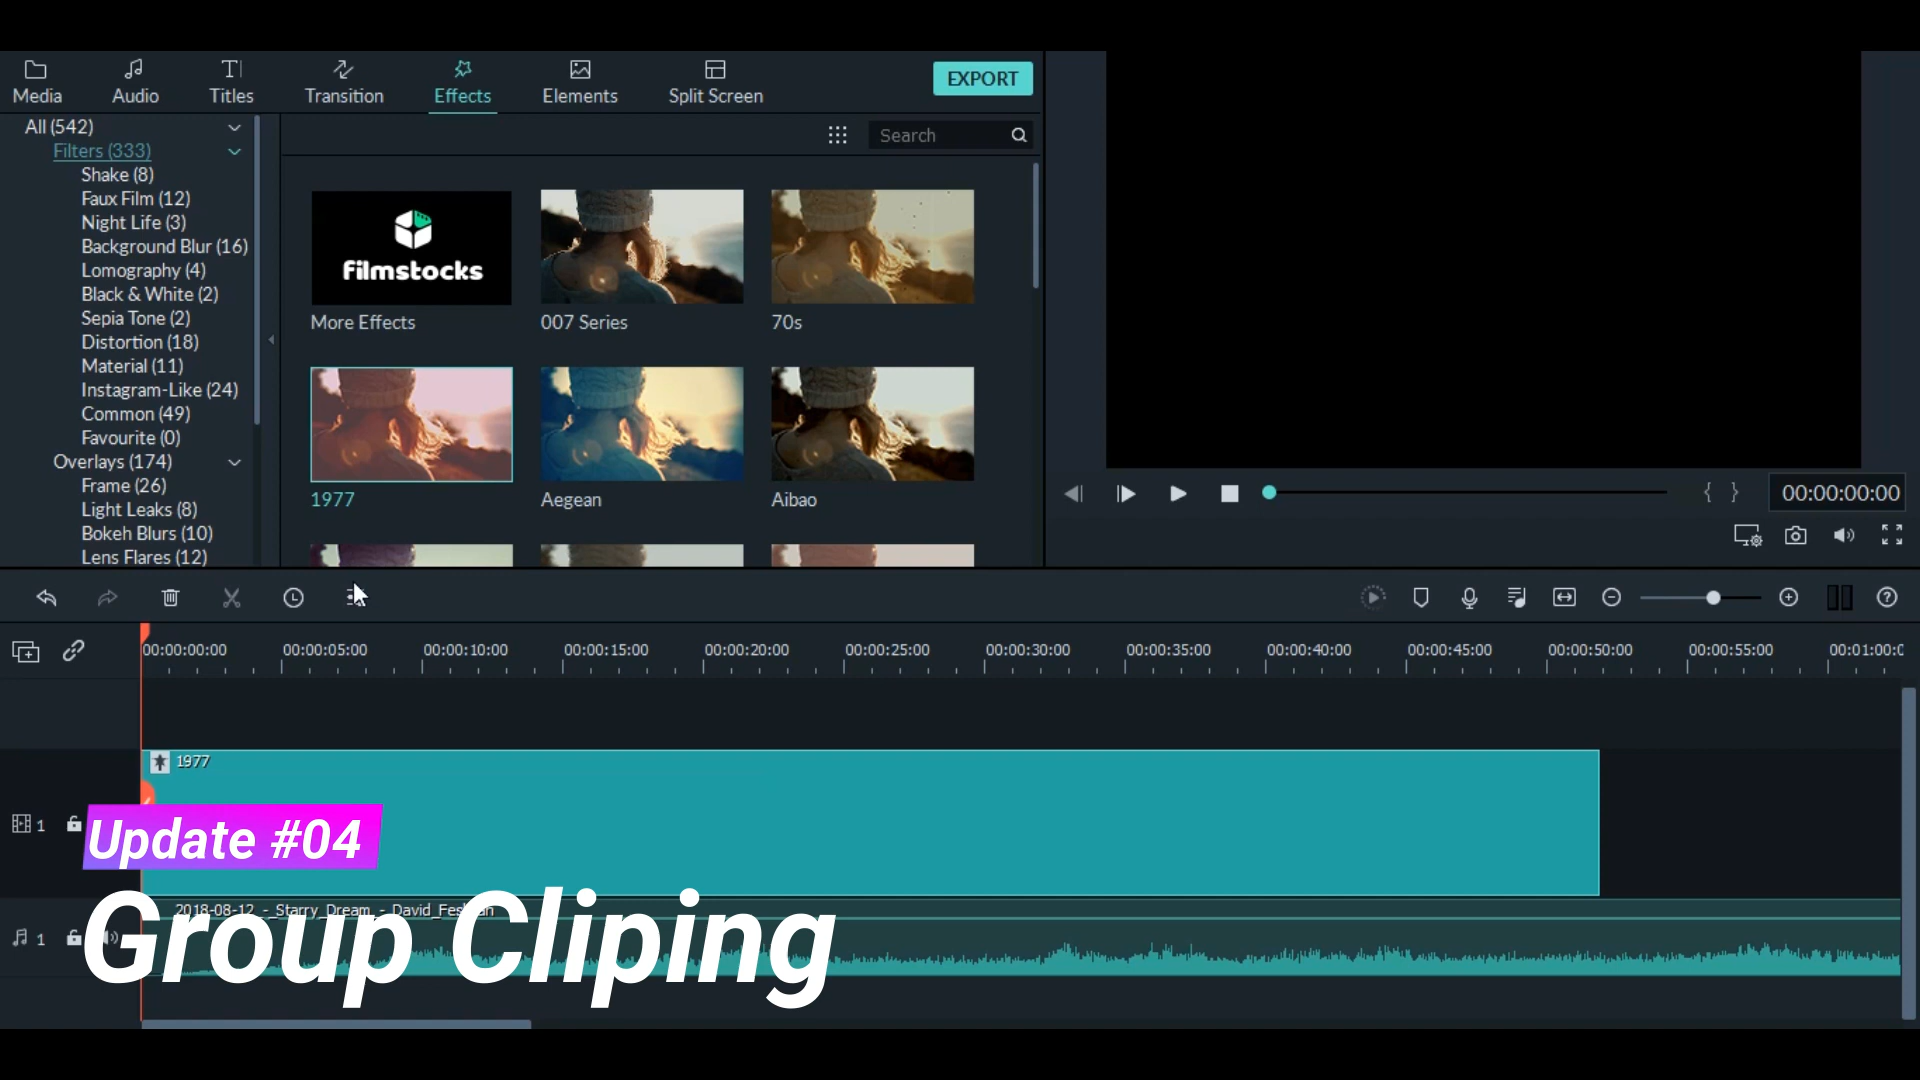 Media Audio Titles Transition Effects Elements Split Screen EXPORT
All (542)
Filters (333)
Shake (8)
Faux Film (12)
Night Life (3)
Background Blur (16)
Lomography (4)
Black & White (2)
Sepia Tone (2)
Distortion (18)
Material (11)
Instagram-Like (24)
Common (49)
Favourite (0)
Overlays (174)
Frame (26)
Light Leaks (8)
Bokeh Blurs (10)
Lens Flares (12)
Search
filmstocks
More Effects 007 Series 70s
1977 Aegean Aibao
00:00:00:00
00:00:00:00 00:00:05:00 00:00:10:00 00:00:15:00 00:00:20:00 00:00:25:00 00:00:30:00 00:00:35:00 00:00:40:00 00:00:45:00 00:00:50:00 00:00:55:00 00:01:00:0
1977
1
Update #04
2018-08-12_-_Starry_Dream_-_
1
Group Cliping